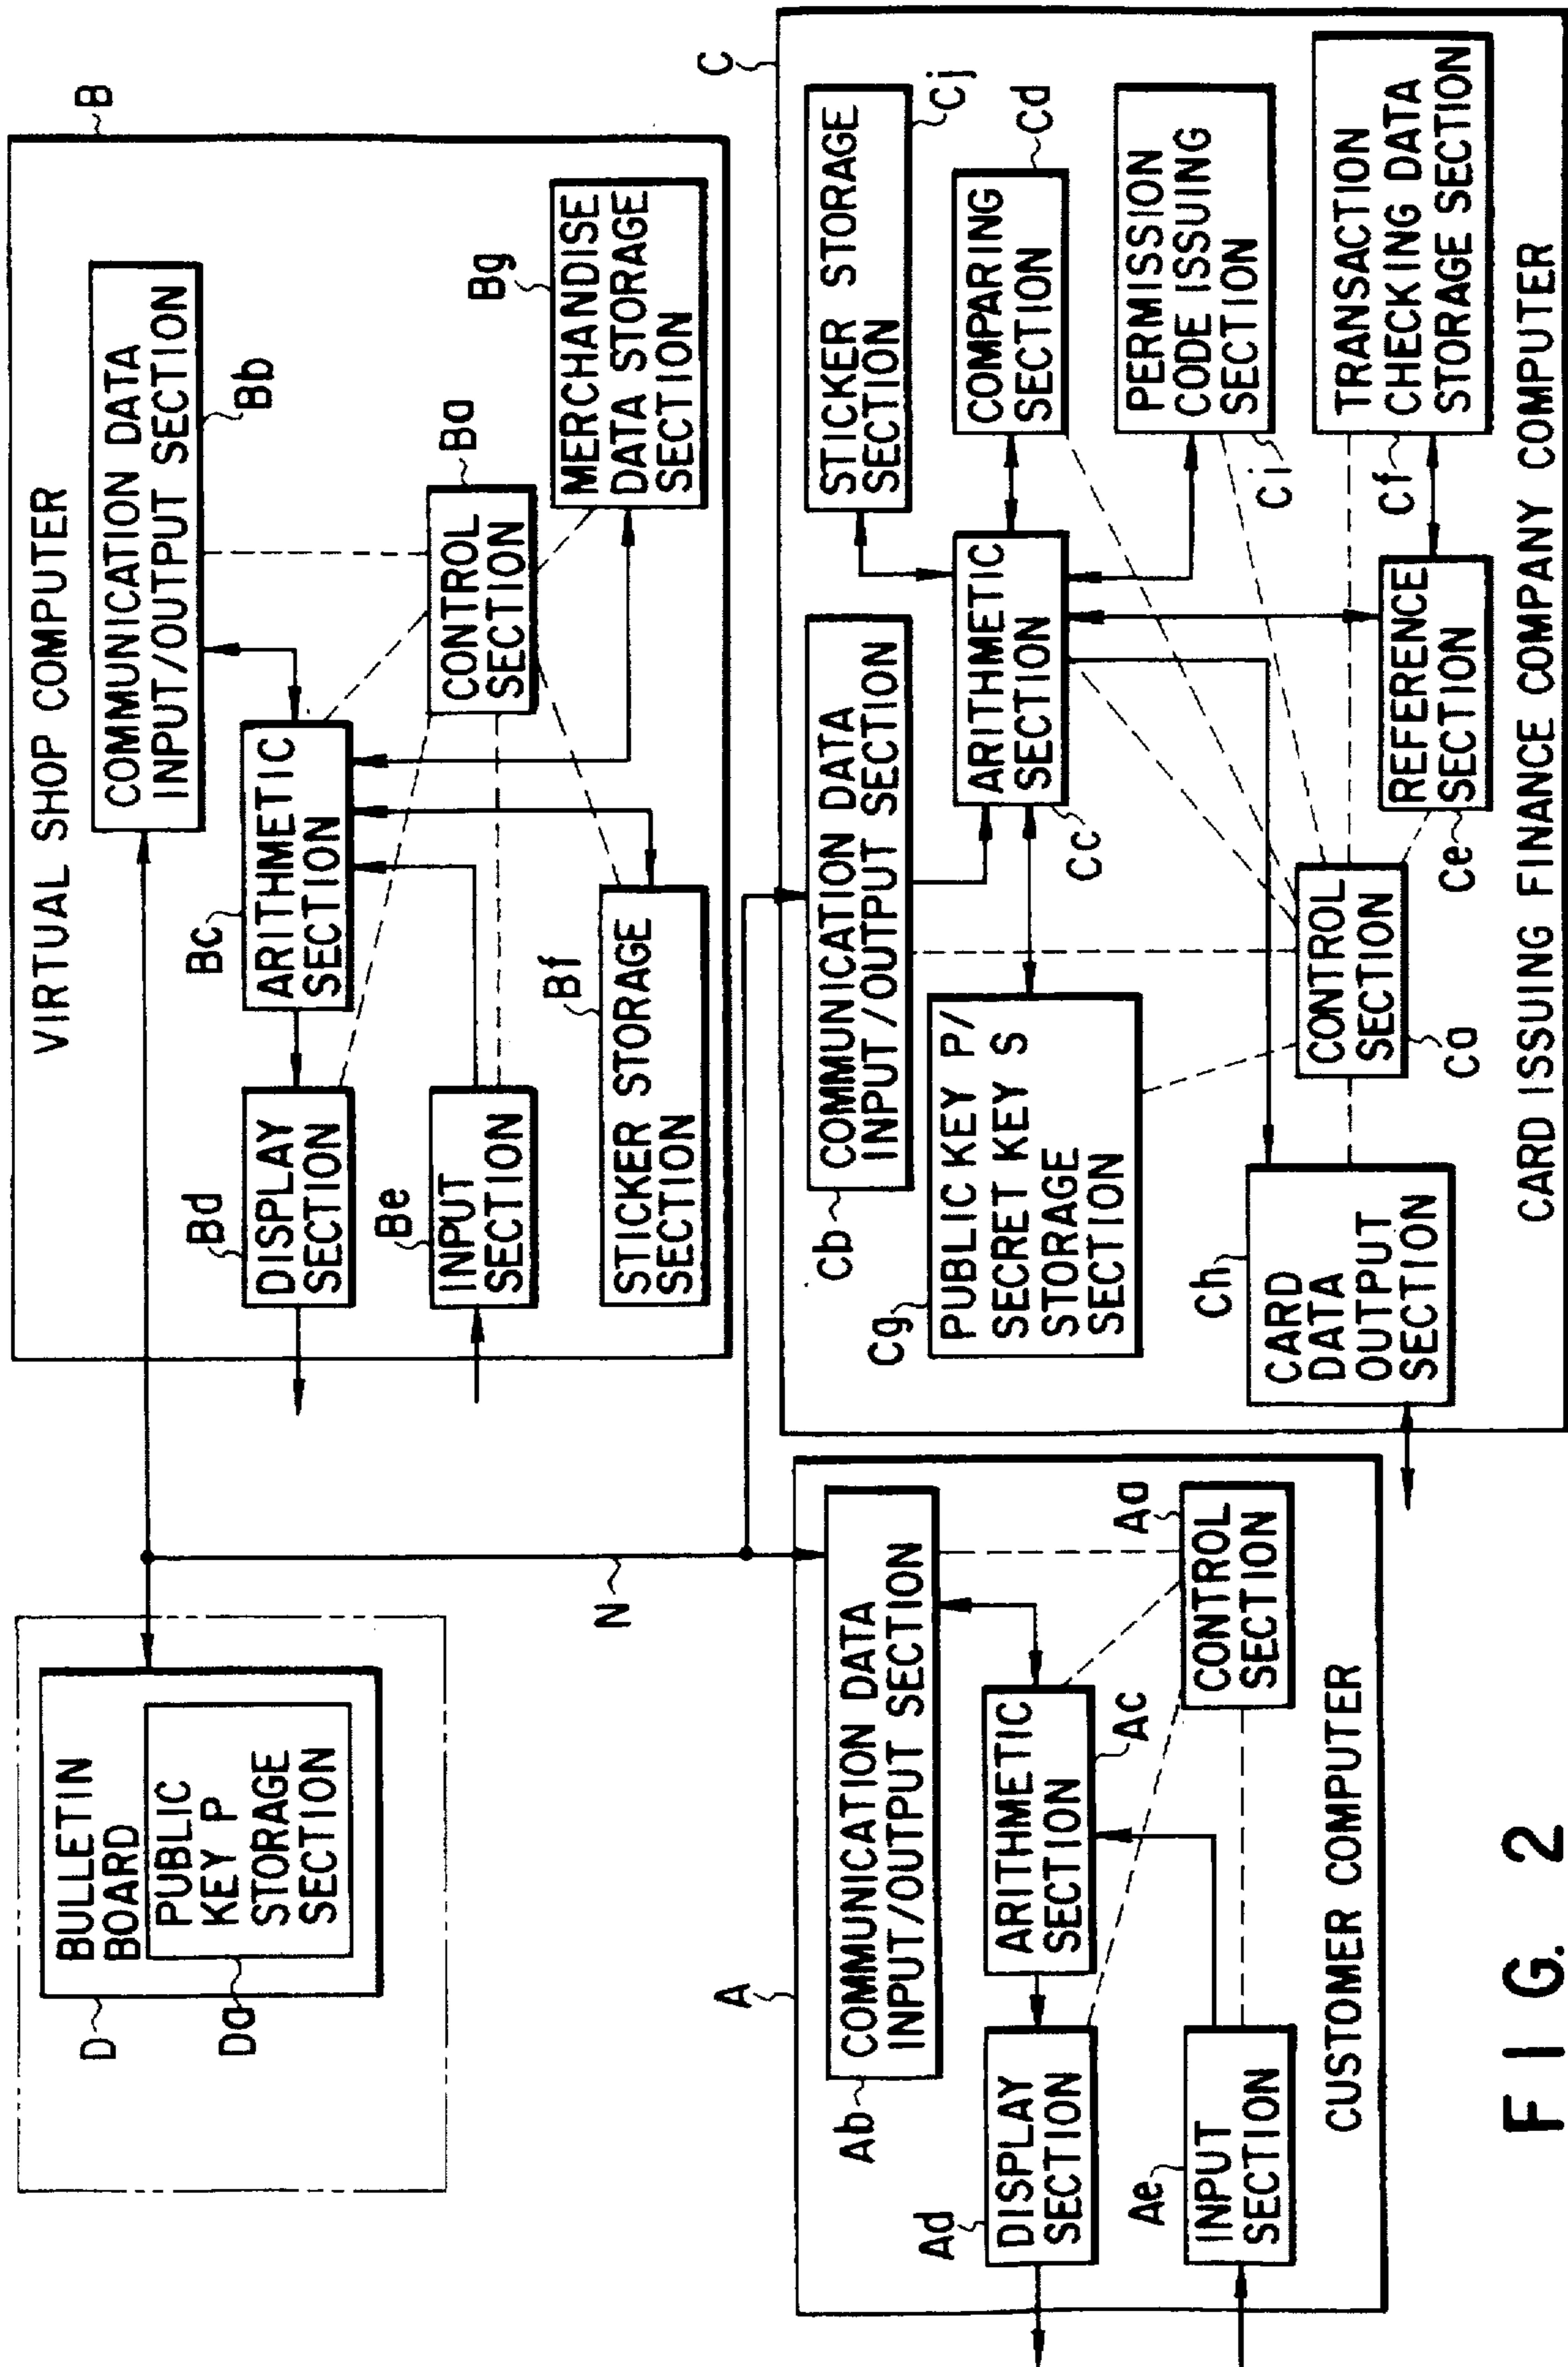 BULLETIN
BOARD
PUBLIC
KEY P
STORAGE
SECTION
D
Da
N
VIRTUAL SHOP COMPUTER
B
COMMUNICATION DATA
INPUT/OUTPUT SECTION
Bb
Bc
ARITHMETIC
SECTION
Ba
CONTROL
SECTION
Bg
MERCHANDISE
DATA STORAGE
SECTION
Bd
DISPLAY
SECTION
Be
INPUT
SECTION
Bf
STICKER STORAGE
SECTION
A
COMMUNICATION DATA
INPUT/OUTPUT SECTION
Ab
Ad
DISPLAY
SECTION
ARITHMETIC
SECTION
Ac
Aa
CONTROL
SECTION
Ae
INPUT
SECTION
CUSTOMER COMPUTER
C
Cb
COMMUNICATION DATA
INPUT/OUTPUT SECTION
STICKER STORAGE
SECTION
Cj
Cg
PUBLIC KEY P/
SECRET KEY S
STORAGE
SECTION
ARITHMETIC
SECTION
Cc
COMPARING
SECTION
Cd
PERMISSION
CODE ISSUING
SECTION
Ci
Ch
CARD
DATA
OUTPUT
SECTION
CONTROL
SECTION
Ca
REFERENCE
SECTION
Ce
Cf
TRANSACTION
CHECKING DATA
STORAGE SECTION
CARD ISSUING FINANCE COMPANY COMPUTER
FIG. 2